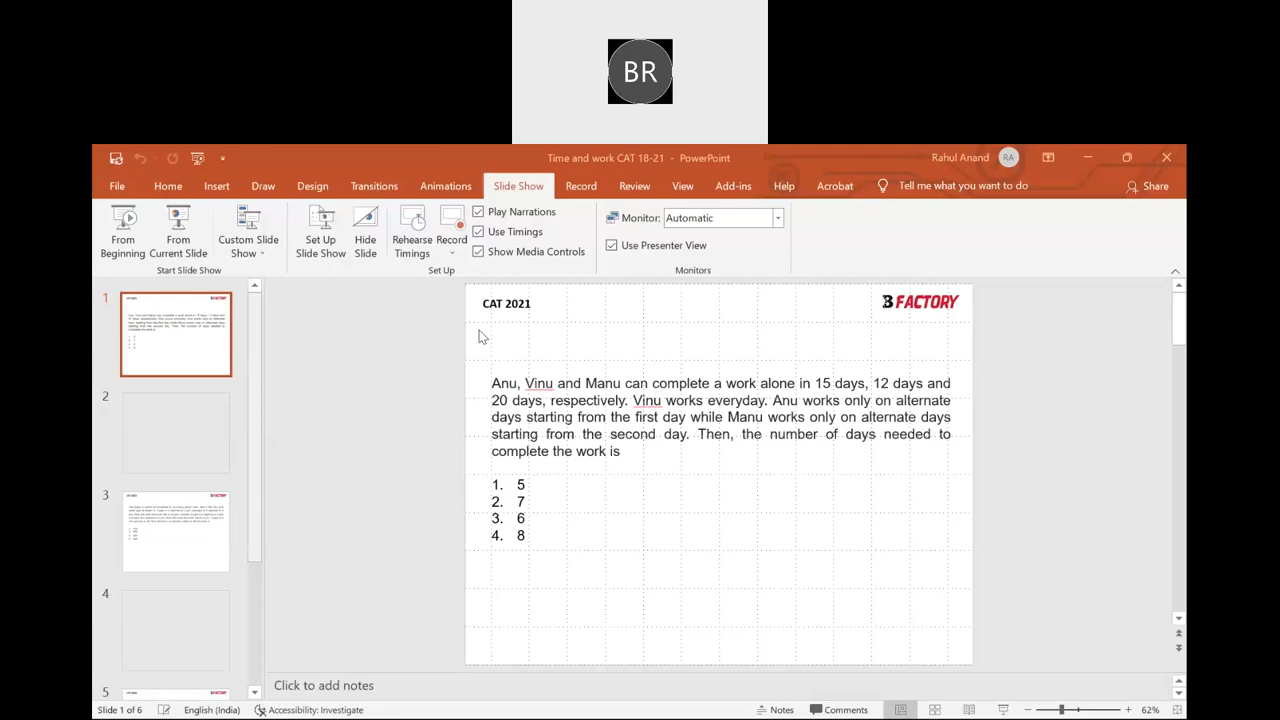 BR
Time and work CAT 18-21 - PowerPoint
Rahul Anand RA
File Home Insert Draw Design Transitions Animations Slide Show Record Review View Add-ins Help Acrobat Tell me what you want to do Share
From Beginning
From Current Slide
Custom Slide Show
Set Up Slide Show
Hide Slide
Rehearse Timings
Record
Play Narrations
Use Timings
Show Media Controls
Monitor: Automatic
Use Presenter View
Start Slide Show Set Up Monitors
1
2
3
4
5
CAT 2021 3 FACTORY
Anu, Vinu and Manu can complete a work alone in 15 days, 12 days and
20 days, respectively. Vinu works everyday. Anu works only on alternate
days starting from the first day while Manu works only on alternate days
starting from the second day. Then, the number of days needed to
complete the work is
1. 5
2. 7
3. 6
4. 8
Click to add notes
Slide 1 of 6 English (India) Accessibility: Investigate Notes Comments 62%